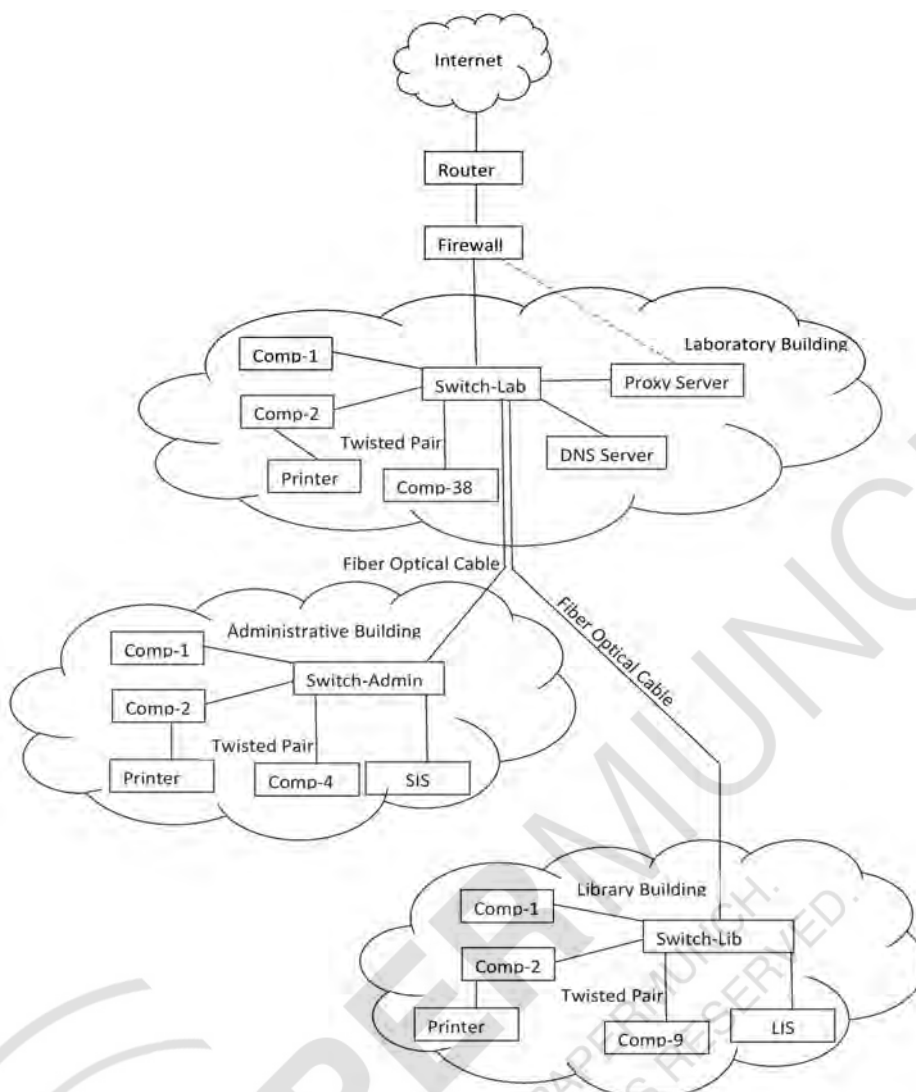 Internet
Router
Firewall
Laboratory Building
Comp-1
Switch-Lab
Proxy Server
Comp-2
Twisted Pair
DNS Server
Printer
Comp-38
Fiber Optical Cable
Fiber Optical Cable
Administrative Building
Comp-1
Switch-Admin
Comp-2
Twisted Pair
Printer
Comp-4
SIS
Library Building
Comp-1
Switch-Lib
Comp-2
Twisted Pair
Printer
Comp-9
LIS